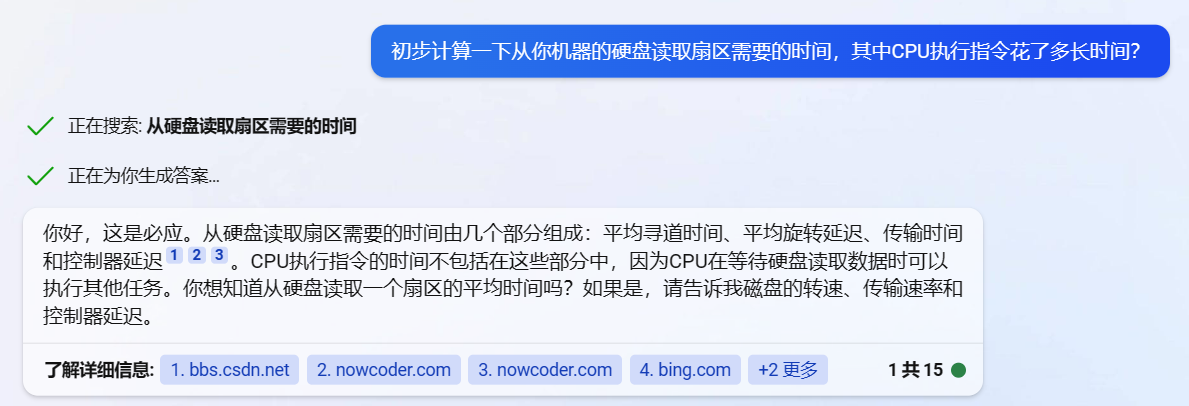 初步计算一下从你机器的硬盘读取扇区需要的时间，其中CPU执行指令花了多长时间？
正在搜索: 从硬盘读取扇区需要的时间
正在为你生成答案...
你好，这是必应。从硬盘读取扇区需要的时间由几个部分组成：平均寻道时间、平均旋转延迟、传输时间
和控制器延迟 1 2 3 。CPU执行指令的时间不包括在这些部分中，因为CPU在等待硬盘读取数据时可以
执行其他任务。你想知道从硬盘读取一个扇区的平均时间吗？如果是，请告诉我磁盘的转速、传输速率和
控制器延迟。
了解详细信息: 1. bbs.csdn.net 2. nowcoder.com 3. nowcoder.com 4. bing.com +2 更多 1 共 15